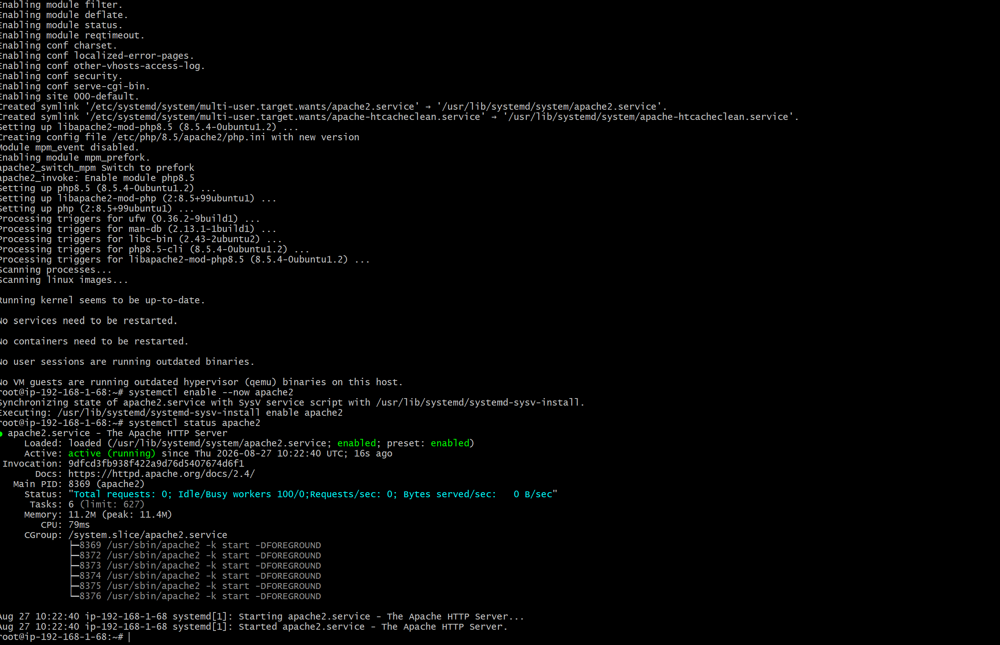 Enabling module filter.
Enabling module deflate.
Enabling module status.
Enabling module reqtimeout.
Enabling conf charset.
Enabling conf localized-error-pages.
Enabling conf other-vhosts-access-log.
Enabling conf security.
Enabling conf serve-cgi-bin.
Enabling site 000-default.
Created symlink '/etc/systemd/system/multi-user.target.wants/apache2.service' → '/usr/lib/systemd/system/apache2.service'.
Created symlink '/etc/systemd/system/multi-user.target.wants/apache-htcacheclean.service' → '/usr/lib/systemd/system/apache-htcacheclean.service'.
Setting up libapache2-mod-php8.5 (8.5.4-0ubuntu1.2) ...
Creating config file /etc/php/8.5/apache2/php.ini with new version
Module mpm_event disabled.
Enabling module mpm_prefork.
apache2_switch_mpm Switch to prefork
apache2_invoke: Enable module php8.5
Setting up php8.5 (8.5.4-0ubuntu1.2) ...
Setting up libapache2-mod-php (2:8.5+99ubuntu1) ...
Setting up php (2:8.5+99ubuntu1) ...
Processing triggers for ufw (0.36.2-9build1) ...
Processing triggers for man-db (2.13.1-1build1) ...
Processing triggers for libc-bin (2.43-2ubuntu2) ...
Processing triggers for php8.5-cli (8.5.4-0ubuntu1.2) ...
Processing triggers for libapache2-mod-php8.5 (8.5.4-0ubuntu1.2) ...
Scanning processes...
Scanning linux images...
Running kernel seems to be up-to-date.
No services need to be restarted.
No containers need to be restarted.
No user sessions are running outdated binaries.
No VM guests are running outdated hypervisor (qemu) binaries on this host.
root@ip-192-168-1-68:~# systemctl enable --now apache2
Synchronizing state of apache2.service with SysV service script with /usr/lib/systemd/systemd-sysv-install.
Executing: /usr/lib/systemd/systemd-sysv-install enable apache2
root@ip-192-168-1-68:~# systemctl status apache2
● apache2.service - The Apache HTTP Server
Loaded: loaded (/usr/lib/systemd/system/apache2.service; enabled; preset: enabled)
Active: active (running) since Thu 2026-08-27 10:22:40 UTC; 16s ago
Invocation: 9dfcd3fb938f422a9d76d5407674d6f1
Docs: https://httpd.apache.org/docs/2.4/
Main PID: 8369 (apache2)
Status: "Total requests: 0; Idle/Busy workers 100/0;Requests/sec: 0; Bytes served/sec:   0 B/sec"
Tasks: 6 (limit: 627)
Memory: 11.2M (peak: 11.4M)
CPU: 79ms
CGroup: /system.slice/apache2.service
├─8369 /usr/sbin/apache2 -k start -DFOREGROUND
├─8372 /usr/sbin/apache2 -k start -DFOREGROUND
├─8373 /usr/sbin/apache2 -k start -DFOREGROUND
├─8374 /usr/sbin/apache2 -k start -DFOREGROUND
├─8375 /usr/sbin/apache2 -k start -DFOREGROUND
└─8376 /usr/sbin/apache2 -k start -DFOREGROUND
Aug 27 10:22:40 ip-192-168-1-68 systemd[1]: Starting apache2.service - The Apache HTTP Server...
Aug 27 10:22:40 ip-192-168-1-68 systemd[1]: Started apache2.service - The Apache HTTP Server.
root@ip-192-168-1-68:~#